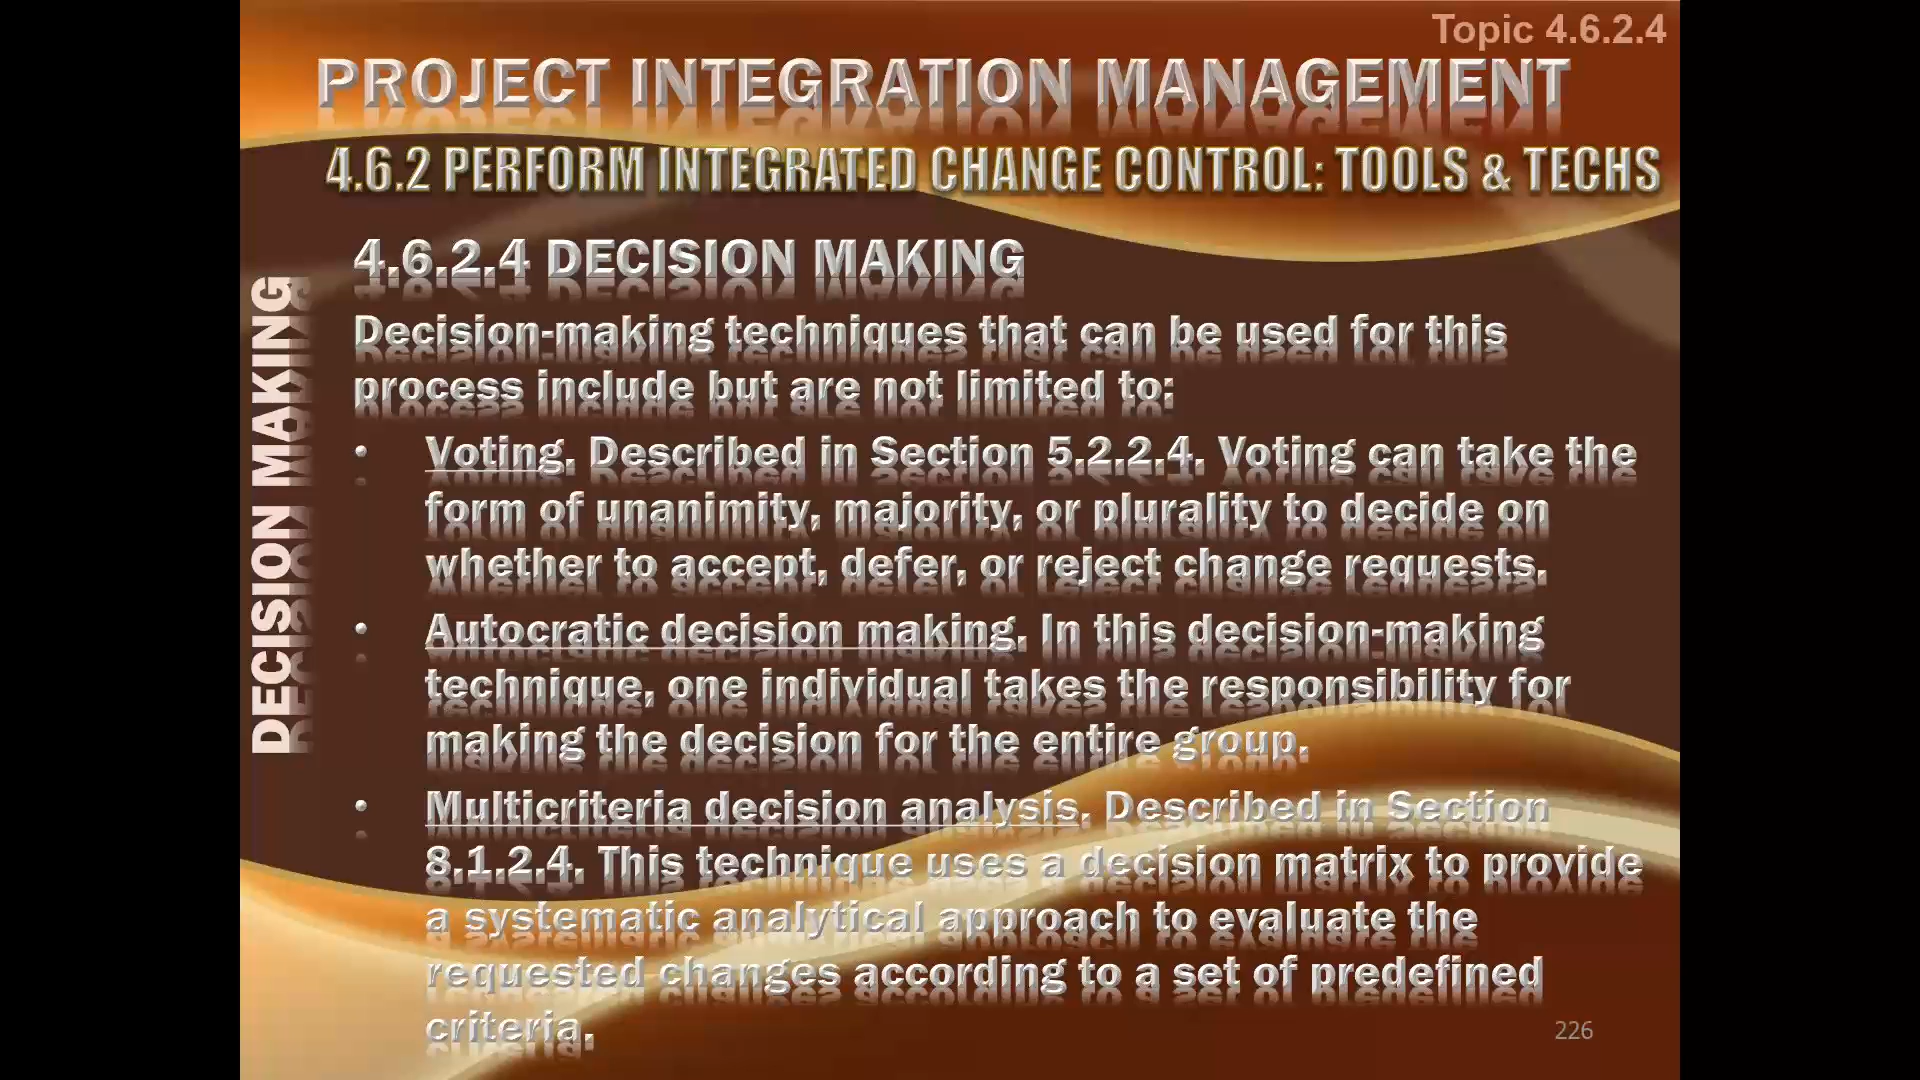 Topic 4.6.2.4
PROJECT INTEGRATION MANAGEMENT
4.6.2 PERFORM INTEGRATED CHANGE CONTROL: TOOLS & TECHS
DECISION MAKING
4.6.2.4 DECISION MAKING
Decision-making techniques that can be used for this
process include but are not limited to:
• Voting. Described in Section 5.2.2.4. Voting can take the
form of unanimity, majority, or plurality to decide on
whether to accept, defer, or reject change requests.
• Autocratic decision making. In this decision-making
technique, one individual takes the responsibility for
making the decision for the entire group.
• Multicriteria decision analysis. Described in Section
8.1.2.4. This technique uses a decision matrix to provide
a systematic analytical approach to evaluate the
requested changes according to a set of predefined
criteria.
226